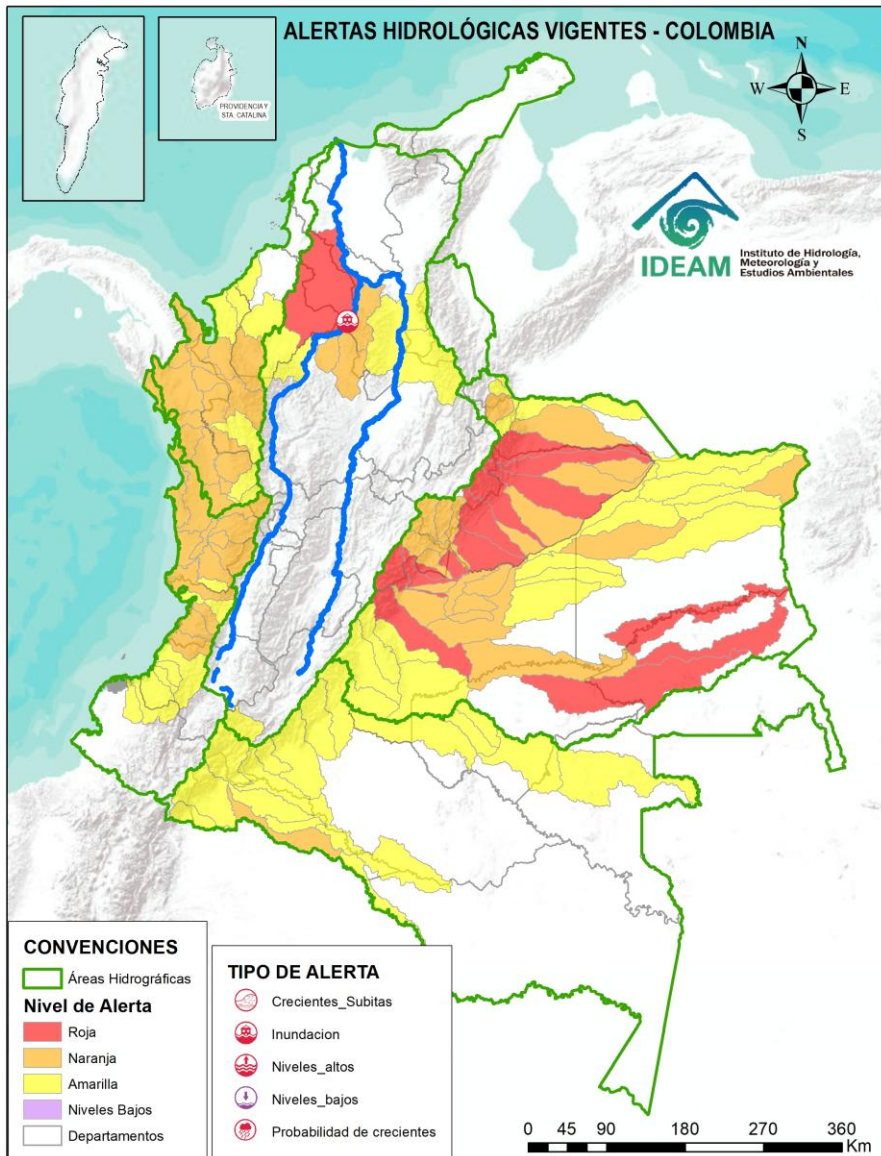 ALERTAS HIDROLÓGICAS VIGENTES - COLOMBIA
PROVIDENCIA Y
STA. CATALINA
N
W
E
S
IDEAM
Instituto de Hidrología,
Meteorología y
Estudios Ambientales
CONVENCIONES
Áreas Hidrográficas
Nivel de Alerta
Roja
Naranja
Amarilla
Niveles Bajos
Departamentos
TIPO DE ALERTA
Crecientes_Subitas
Inundacion
Niveles_altos
Niveles_bajos
Probabilidad de crecientes
0 45 90 180 270 360
Km